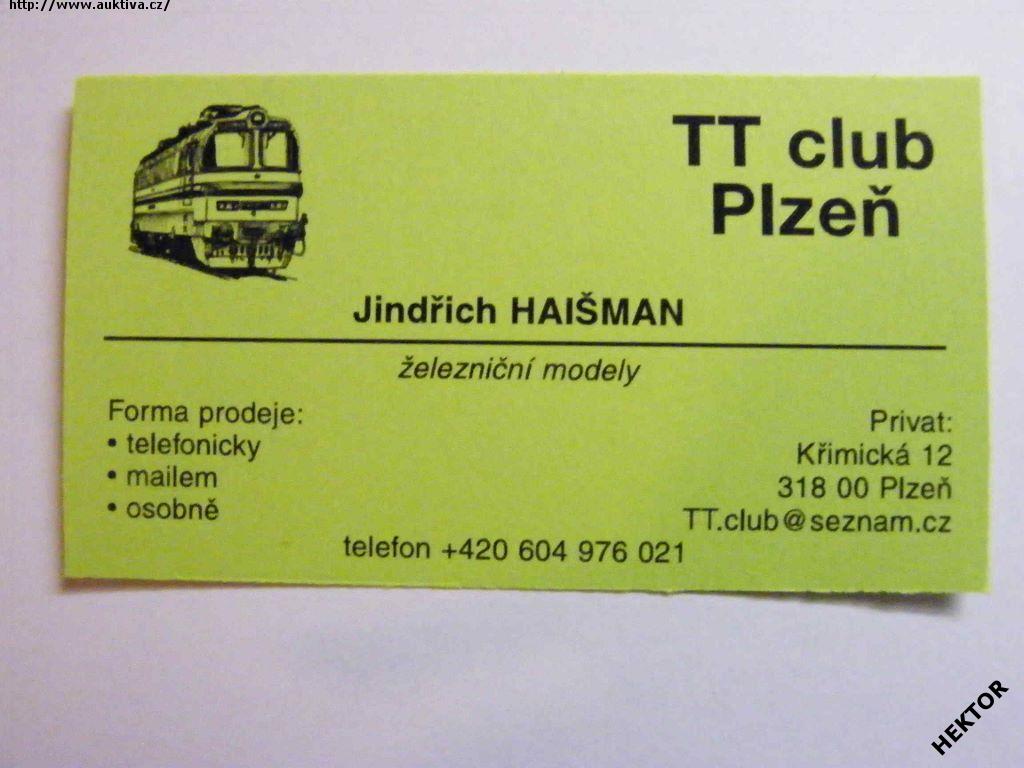 http://www.auktiva.cz/
TT club
Plzeň
Jindřich HAIŠMAN
železniční modely
Forma prodeje:
• telefonicky
• mailem
• osobně
Privat:
Křimická 12
318 00 Plzeň
TT.club@seznam.cz
telefon +420 604 976 021
HEKTOR